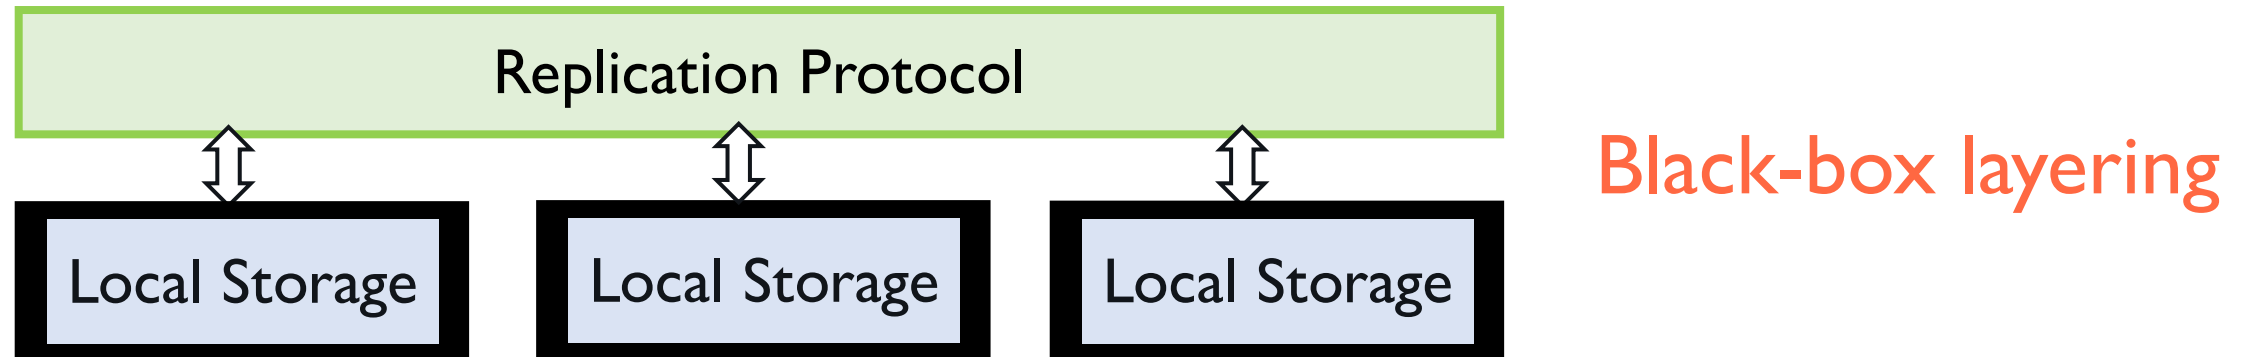 Replication Protocol
Black-box layering
Local Storage
Local Storage
Local Storage